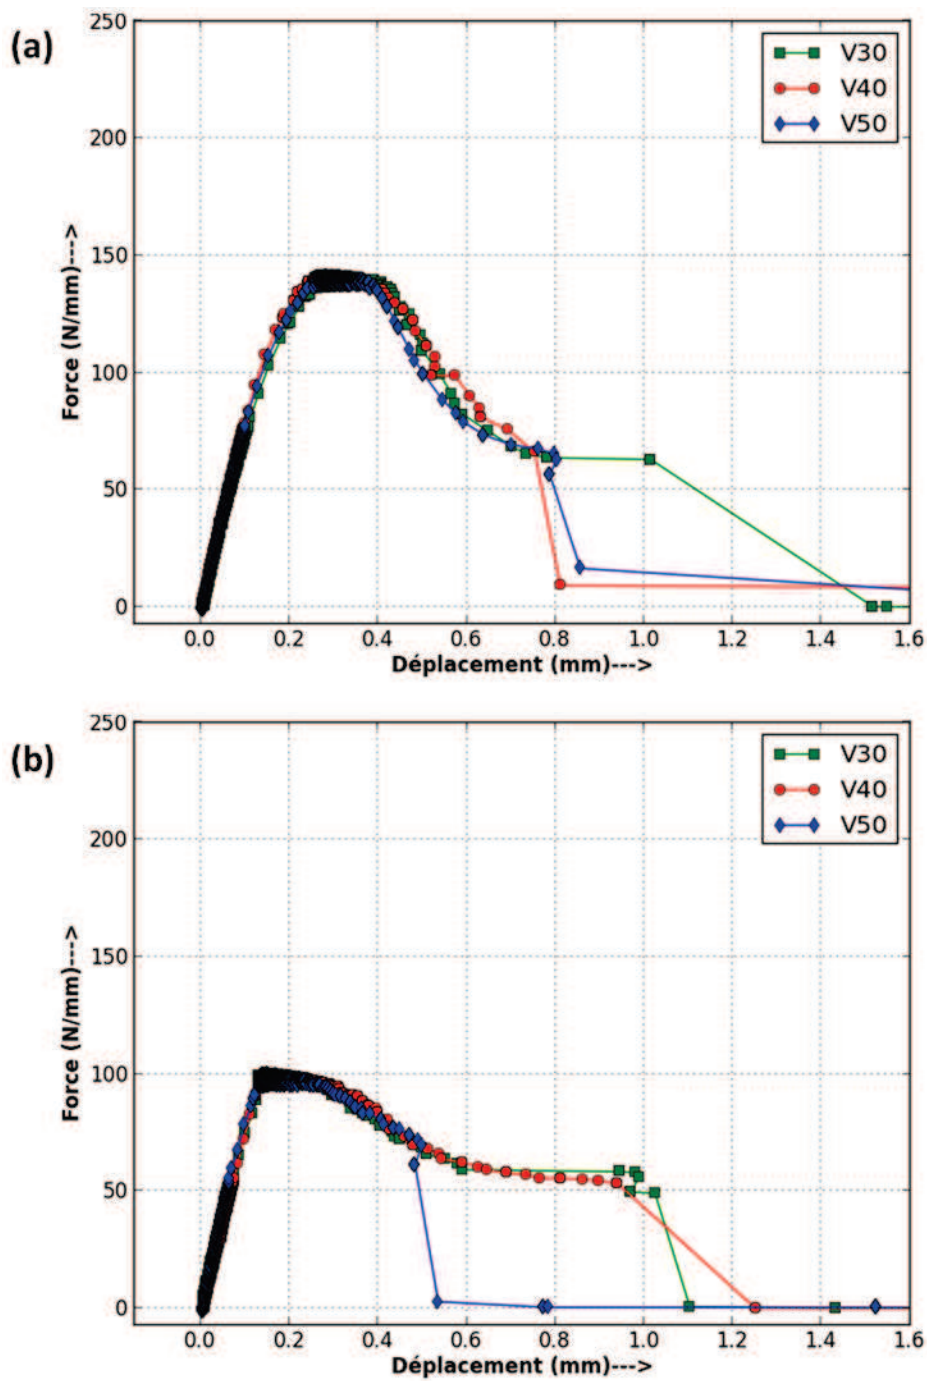 (a)
250
200
150
100
50
0
Force (N/mm)--->
V30
V40
V50
0.0 0.2 0.4 0.6 0.8 1.0 1.2 1.4 1.6
Déplacement (mm)--->
(b)
250
200
150
100
50
0
Force (N/mm)--->
V30
V40
V50
0.0 0.2 0.4 0.6 0.8 1.0 1.2 1.4 1.6
Déplacement (mm)--->